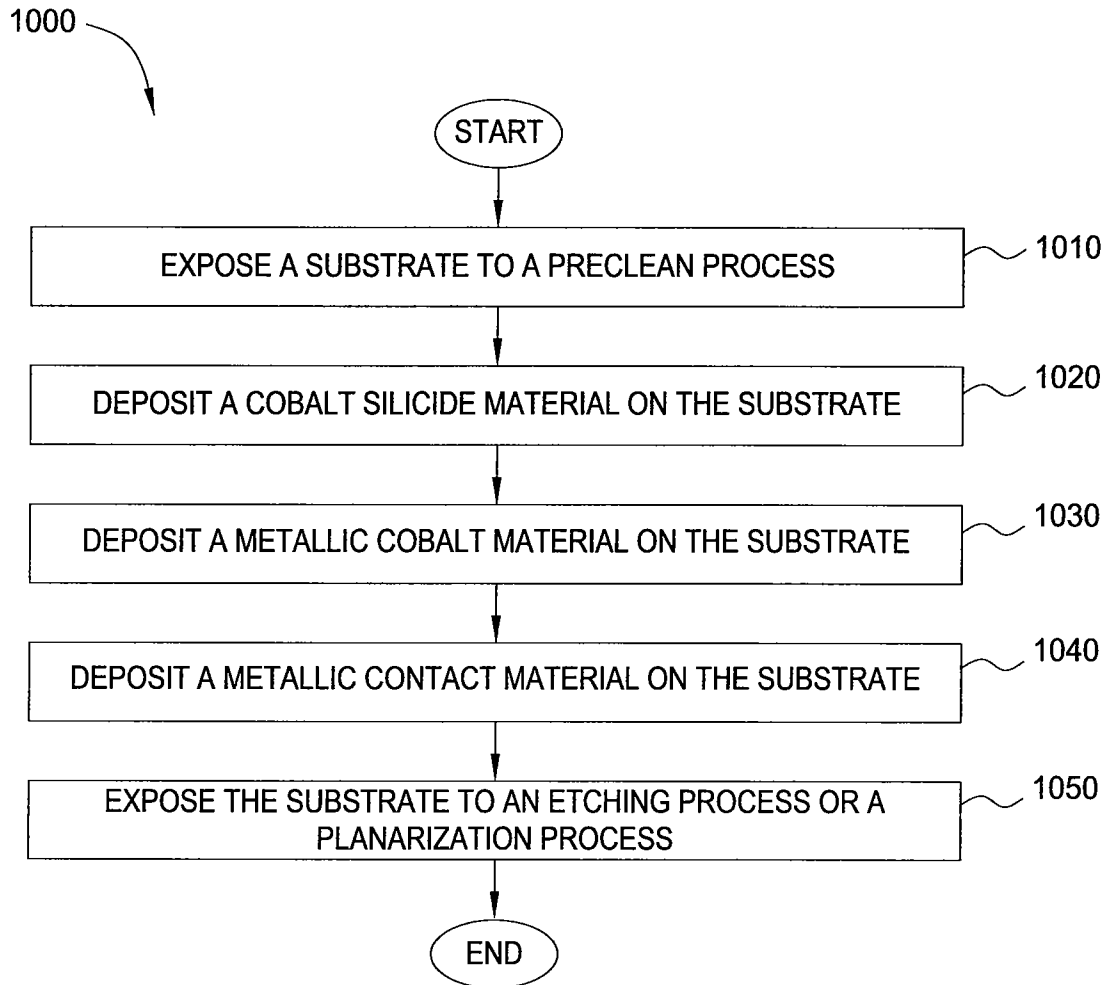 1000
START
EXPOSE A SUBSTRATE TO A PRECLEAN PROCESS
1010
DEPOSIT A COBALT SILICIDE MATERIAL ON THE SUBSTRATE
1020
DEPOSIT A METALLIC COBALT MATERIAL ON THE SUBSTRATE
1030
DEPOSIT A METALLIC CONTACT MATERIAL ON THE SUBSTRATE
1040
EXPOSE THE SUBSTRATE TO AN ETCHING PROCESS OR A
PLANARIZATION PROCESS
1050
END